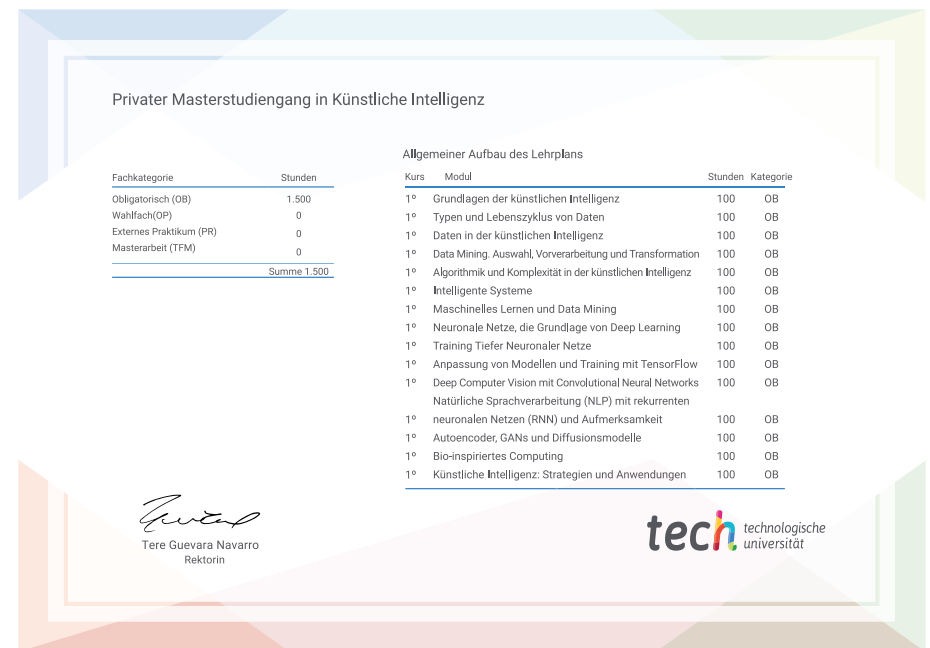 Privater Masterstudiengang in Künstliche Intelligenz
Fachkategorie Stunden
Obligatorisch (OB) 1.500
Wahlfach(OP) 0
Externes Praktikum (PR) 0
Masterarbeit (TFM) 0
Summe 1.500
Allgemeiner Aufbau des Lehrplans
Kurs Modul Stunden Kategorie
1º Grundlagen der künstlichen Intelligenz 100 OB
1º Typen und Lebenszyklus von Daten 100 OB
1º Daten in der künstlichen Intelligenz 100 OB
1º Data Mining. Auswahl, Vorverarbeitung und Transformation 100 OB
1º Algorithmik und Komplexität in der künstlichen Intelligenz 100 OB
1º Intelligente Systeme 100 OB
1º Maschinelles Lernen und Data Mining 100 OB
1º Neuronale Netze, die Grundlage von Deep Learning 100 OB
1º Training Tiefer Neuronaler Netze 100 OB
1º Anpassung von Modellen und Training mit TensorFlow 100 OB
1º Deep Computer Vision mit Convolutional Neural Networks 100 OB
Natürliche Sprachverarbeitung (NLP) mit rekurrenten
1º neuronalen Netzen (RNN) und Aufmerksamkeit 100 OB
1º Autoencoder, GANs und Diffusionsmodelle 100 OB
1º Bio-inspiriertes Computing 100 OB
1º Künstliche Intelligenz: Strategien und Anwendungen 100 OB
Tere Guevara Navarro
Rektorin
tech technologische
universität